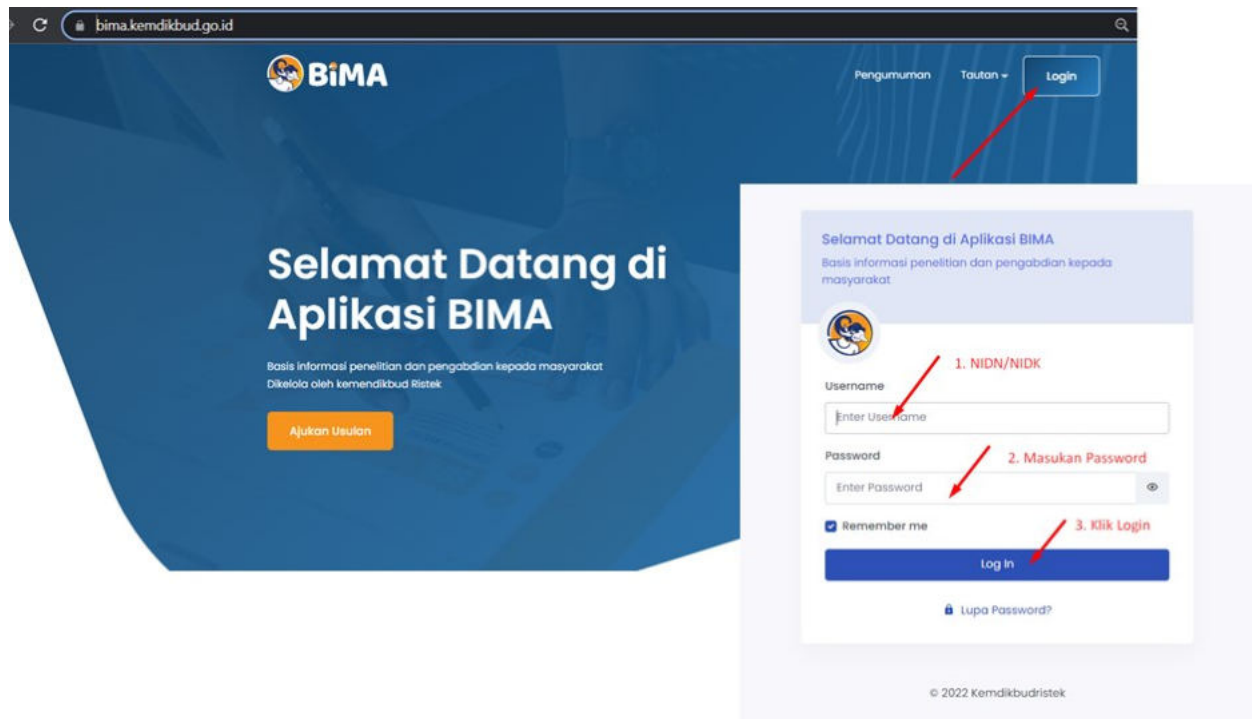 bima.kemdikbud.go.id
BiMA
Pengumuman
Tautan
Login
Selamat Datang di
Aplikasi BIMA
Basis informasi penelitian dan pengabdian kepada masyarakat
Dikelola oleh kemendikbud Ristek
Ajukan Usulan
Selamat Datang di Aplikasi BIMA
Basis informasi penelitian dan pengabdian kepada
masyarakat
1. NIDN/NIDK
Username
Enter Username
Password
2. Masukan Password
Enter Password
Remember me
3. Klik Login
Log In
Lupa Password?
© 2022 Kemdikbudristek